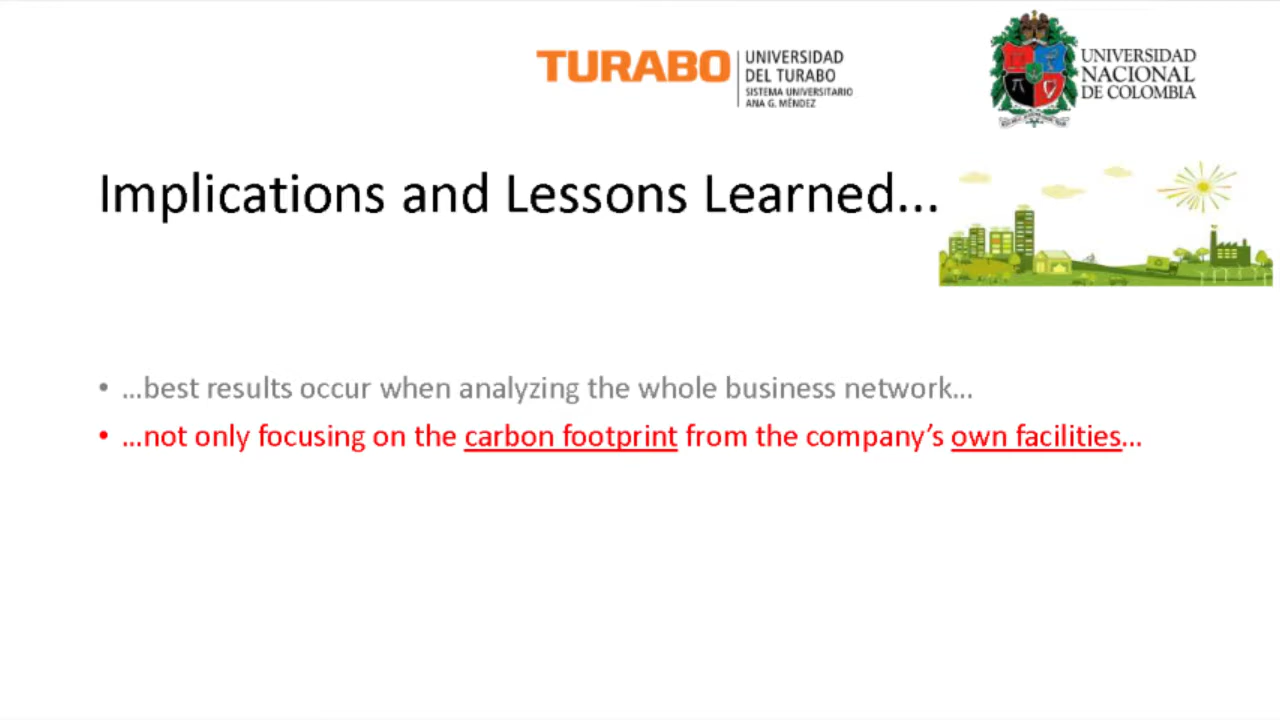 TURABO
UNIVERSIDAD
DEL TURABO
SISTEMA UNIVERSITARIO
ANA G. MÉNDEZ
UNIVERSIDAD
NACIONAL
DE COLOMBIA
Implications and Lessons Learned...
• ...best results occur when analyzing the whole business network...
• ...not only focusing on the carbon footprint from the company’s own facilities...